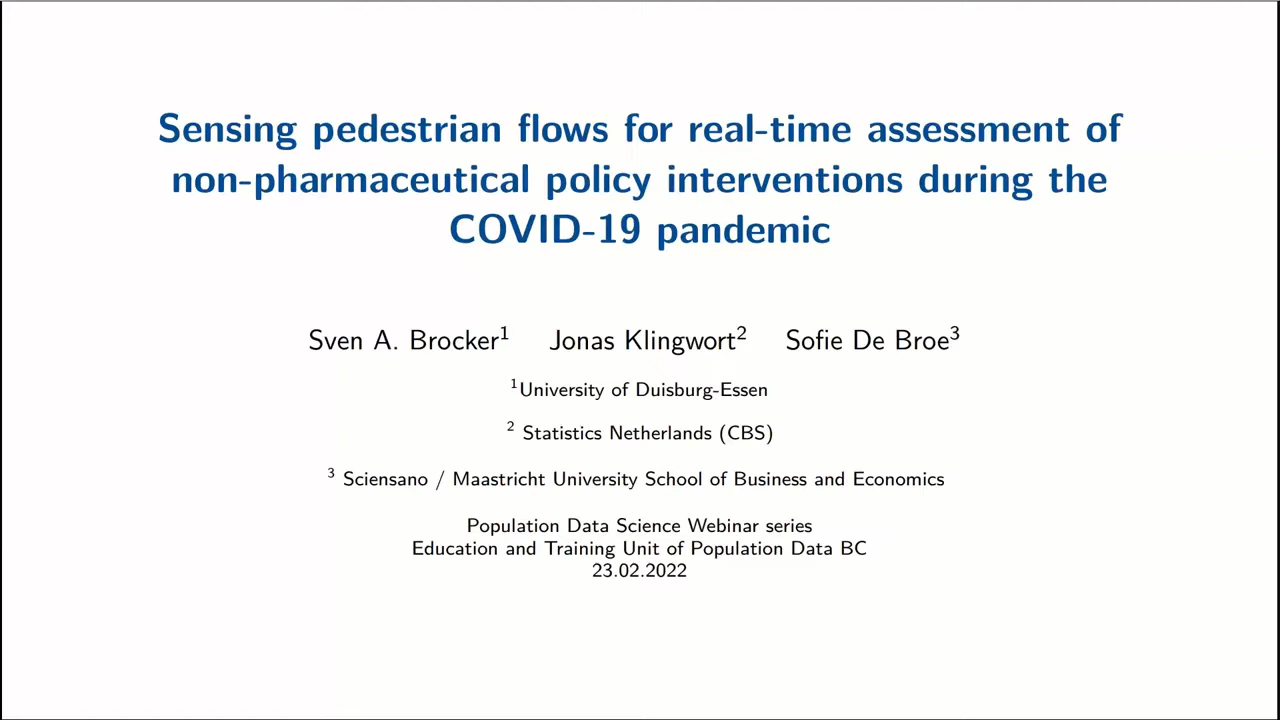 Sensing pedestrian flows for real-time assessment of
non-pharmaceutical policy interventions during the
COVID-19 pandemic
Sven A. Brocker¹ Jonas Klingwort² Sofie De Broe³
¹University of Duisburg-Essen
² Statistics Netherlands (CBS)
³ Sciensano / Maastricht University School of Business and Economics
Population Data Science Webinar series
Education and Training Unit of Population Data BC
23.02.2022